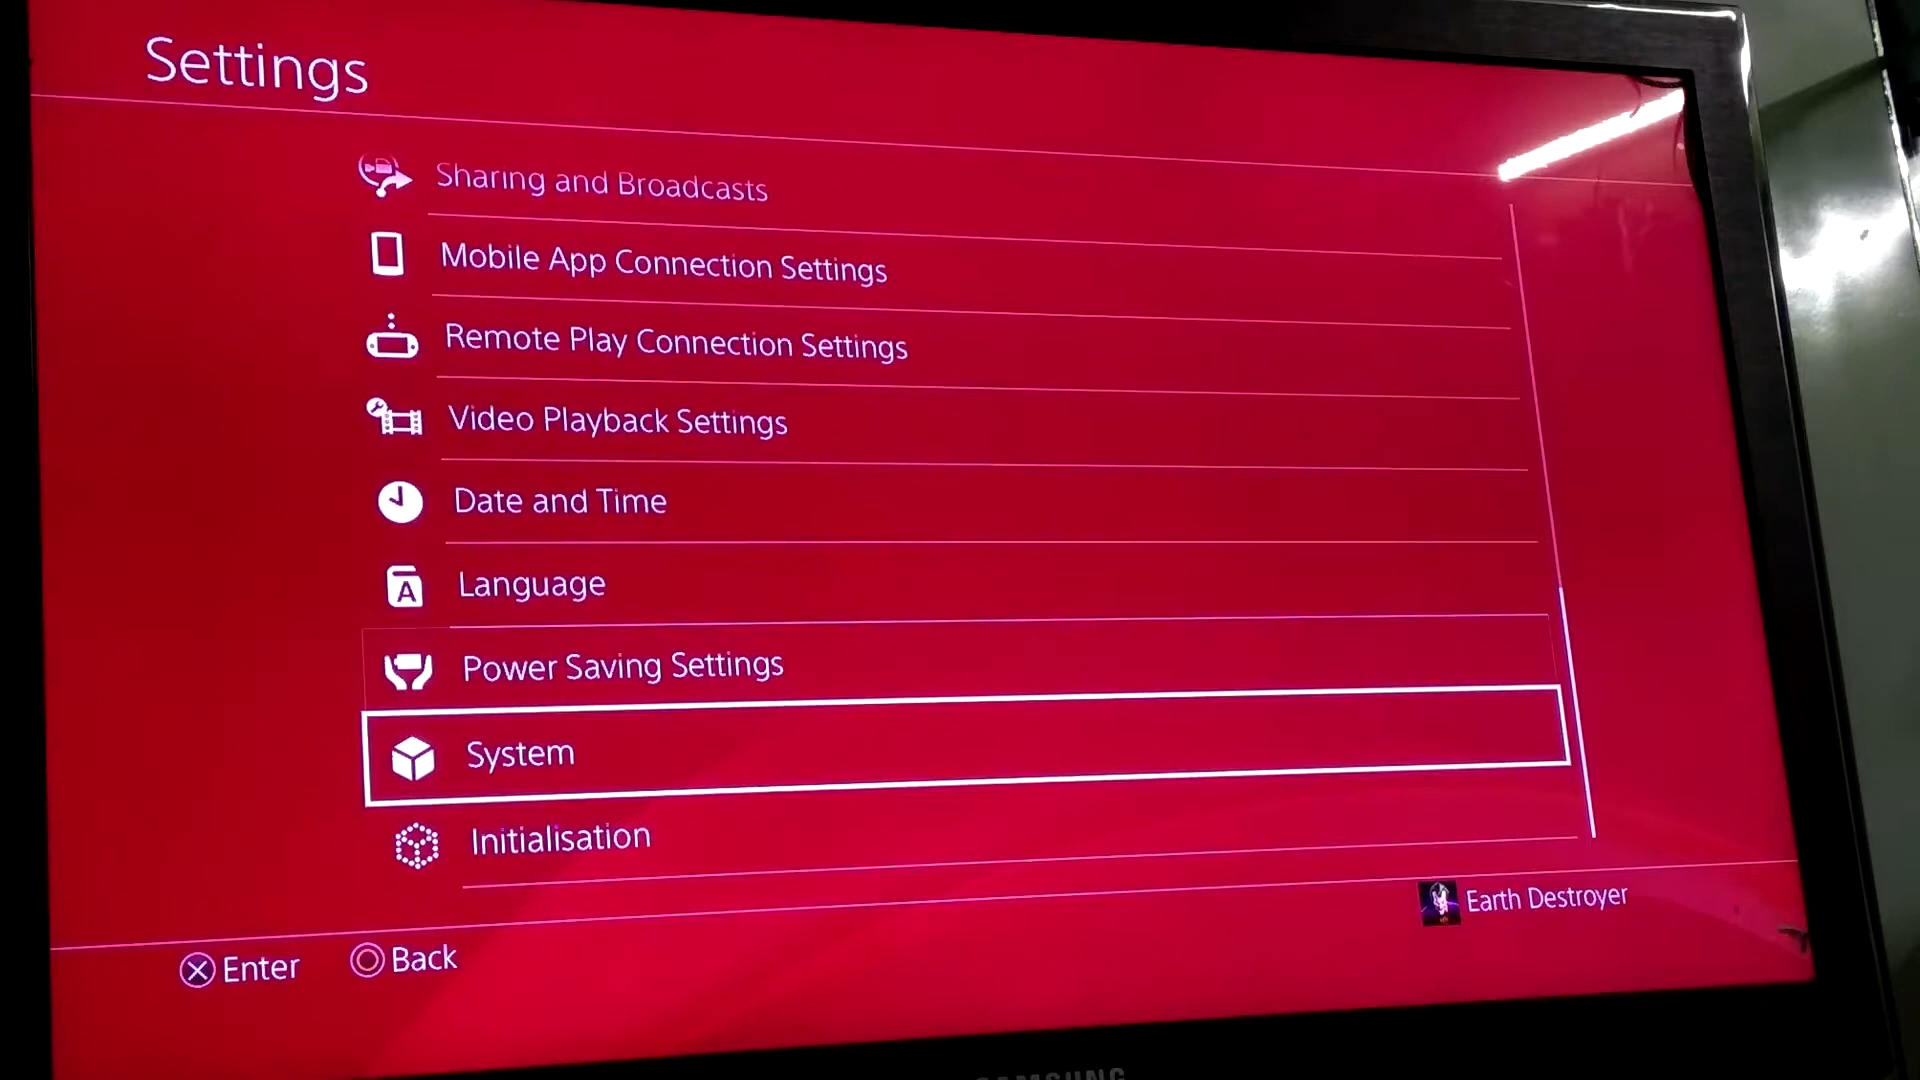 Settings
Sharing and Broadcasts
Mobile App Connection Settings
Remote Play Connection Settings
Video Playback Settings
Date and Time
A
Language
Power Saving Settings
System
Initialisation
Earth Destroyer
Enter
Back
SAMSUNG